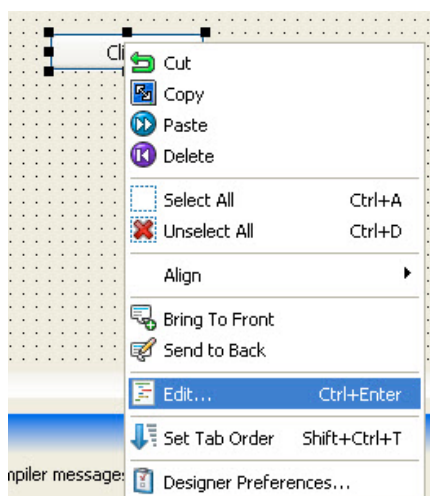 Cli
Cut
Copy
Paste
Delete
Select All Ctrl+A
Unselect All Ctrl+D
Align
Bring To Front
Send to Back
Edit... Ctrl+Enter
Set Tab Order Shift+Ctrl+T
npiler messages
Designer Preferences...